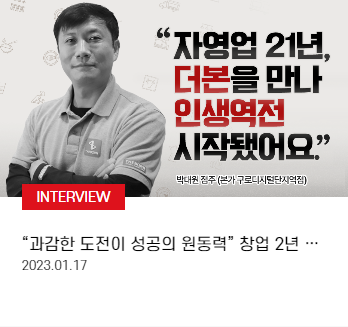 “자영업 21년,
더본을 만나
인생역전
시작됐어요.”
박대원 점주 (본가 구로디지털단지역점)
INTERVIEW
“과감한 도전이 성공의 원동력” 창업 2년 …
2023.01.17